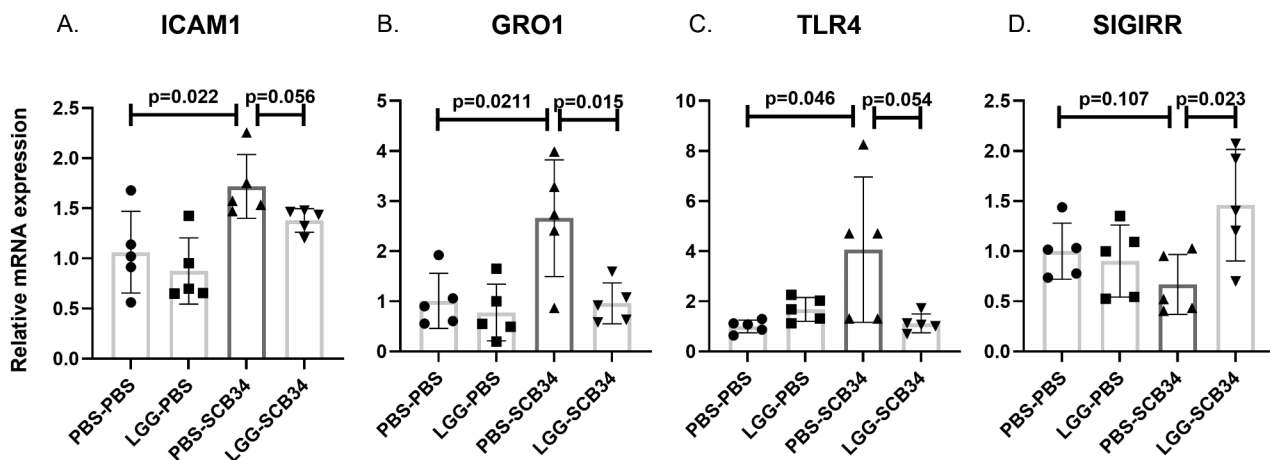 A. ICAM1
B. GRO1
C. TLR4
D. SIGIRR
Relative mRNA expression
p=0.022 p=0.056
2.5
2.0
1.5
1.0
0.5
0.0
PBS-PBS
LGG-PBS
PBS-SCB34
LGG-SCB34
p=0.0211 p=0.015
5
4
3
2
1
0
PBS-PBS
LGG-PBS
PBS-SCB34
LGG-SCB34
p=0.046 p=0.054
10
8
6
4
2
0
PBS-PBS
LGG-PBS
PBS-SCB34
LGG-SCB34
p=0.107 p=0.023
2.5
2.0
1.5
1.0
0.5
0.0
PBS-PBS
LGG-PBS
PBS-SCB34
LGG-SCB34